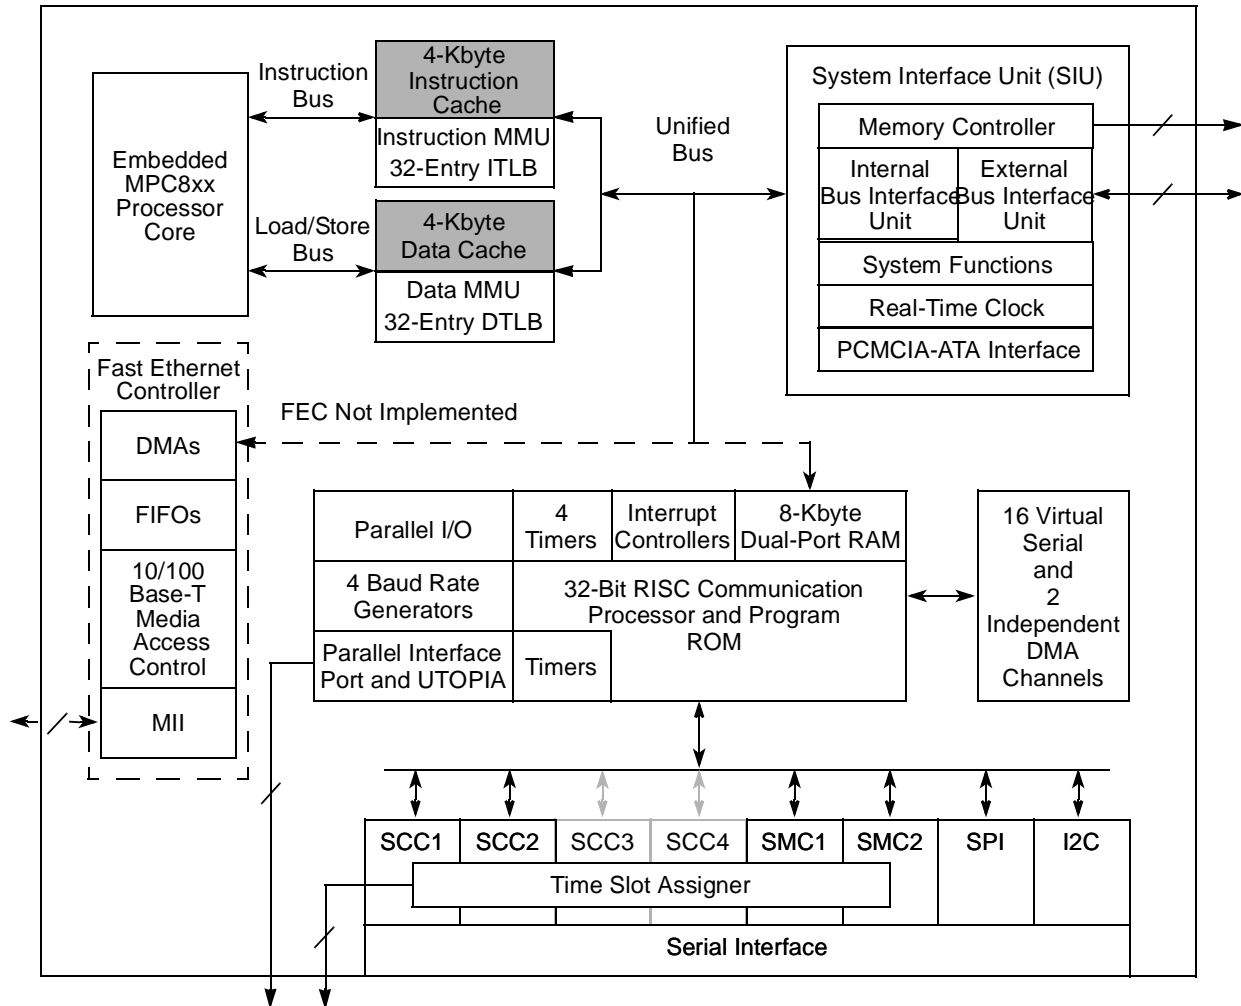 Instruction
Bus
4-Kbyte
Instruction
Cache
Instruction MMU
32-Entry ITLB
Embedded
MPC8xx
Processor
Core
Load/Store
Bus
4-Kbyte
Data Cache
Data MMU
32-Entry DTLB
Unified
Bus
System Interface Unit (SIU)
Memory Controller
Internal
Bus Interface
Unit
External
Bus Interface
Unit
System Functions
Real-Time Clock
PCMCIA-ATA Interface
Fast Ethernet
Controller
DMAs
FIFOs
10/100
Base-T
Media
Access
Control
MII
FEC Not Implemented
Parallel I/O
4
Timers
Interrupt
Controllers
8-Kbyte
Dual-Port RAM
4 Baud Rate
Generators
32-Bit RISC Communication
Processor and Program
ROM
Parallel Interface
Port and UTOPIA
Timers
16 Virtual
Serial
and
2
Independent
DMA
Channels
SCC1
SCC2
SCC3
SCC4
SMC1
SMC2
SPI
I2C
Time Slot Assigner
Serial Interface